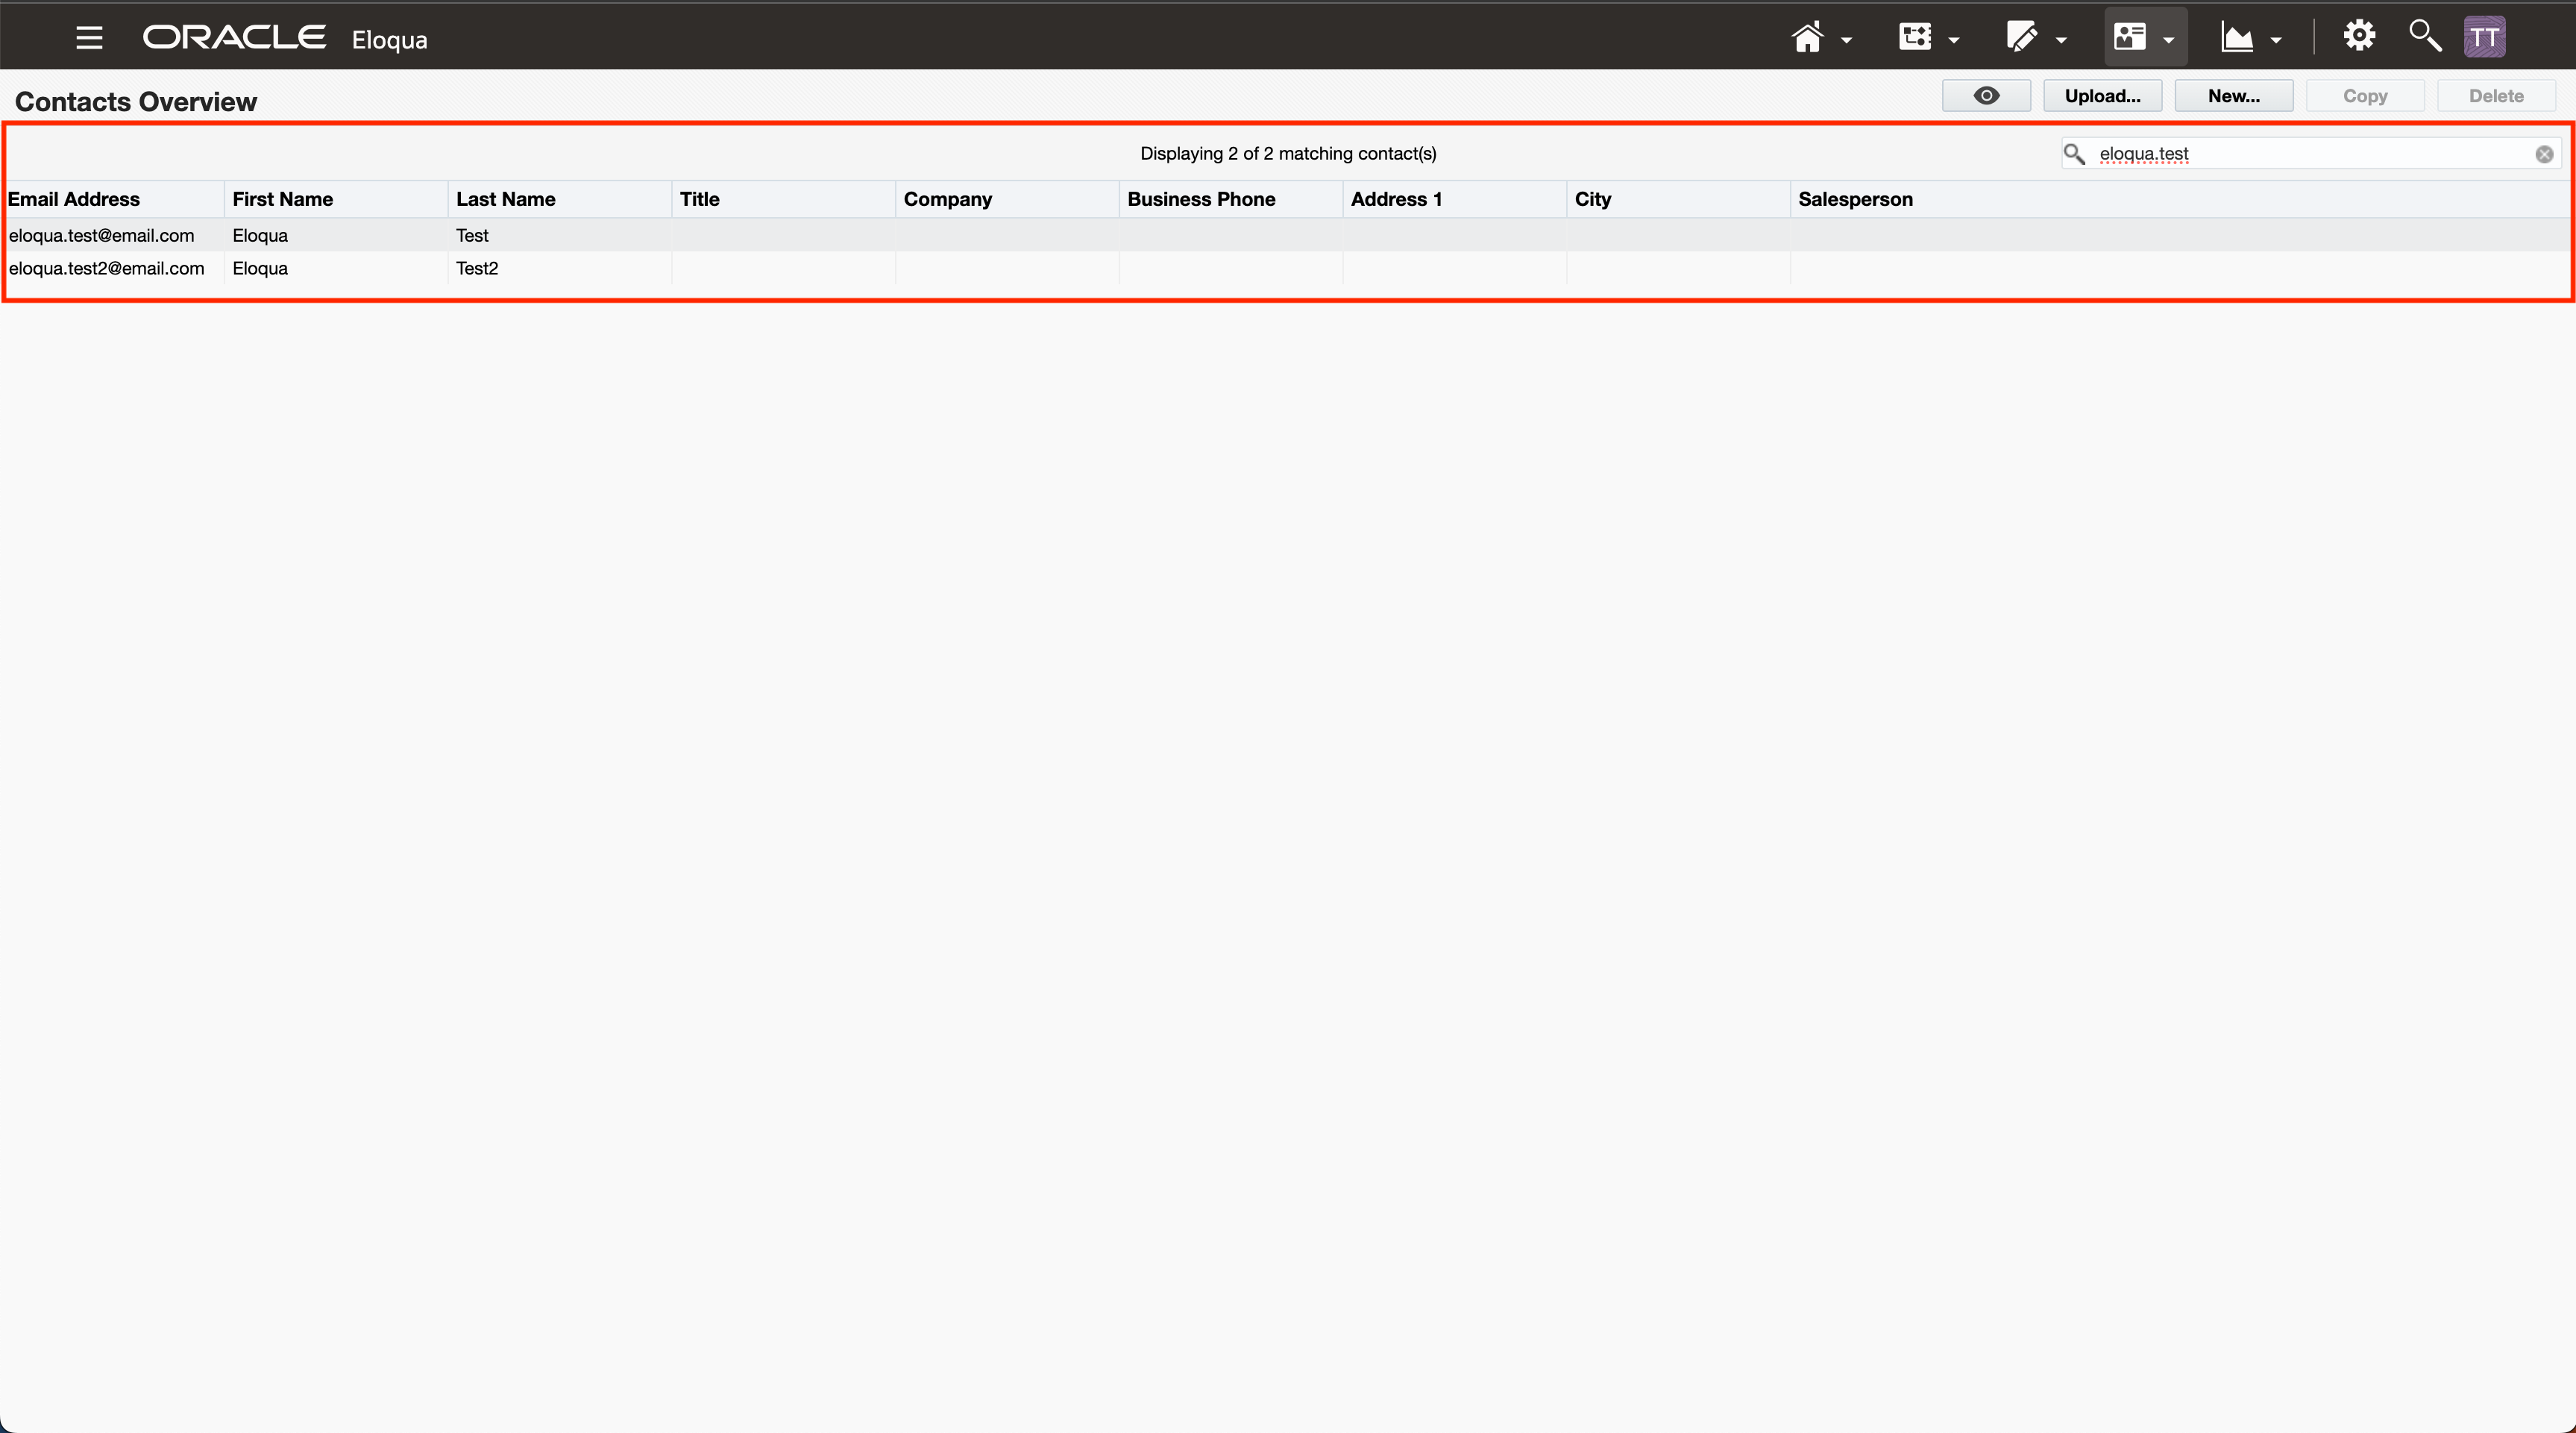 ORACLE Eloqua
TT
Contacts Overview
Upload... New... Copy Delete
Displaying 2 of 2 matching contact(s)
eloqua.test
Email Address First Name Last Name Title Company Business Phone Address 1 City Salesperson
eloqua.test@email.com Eloqua Test
eloqua.test2@email.com Eloqua Test2